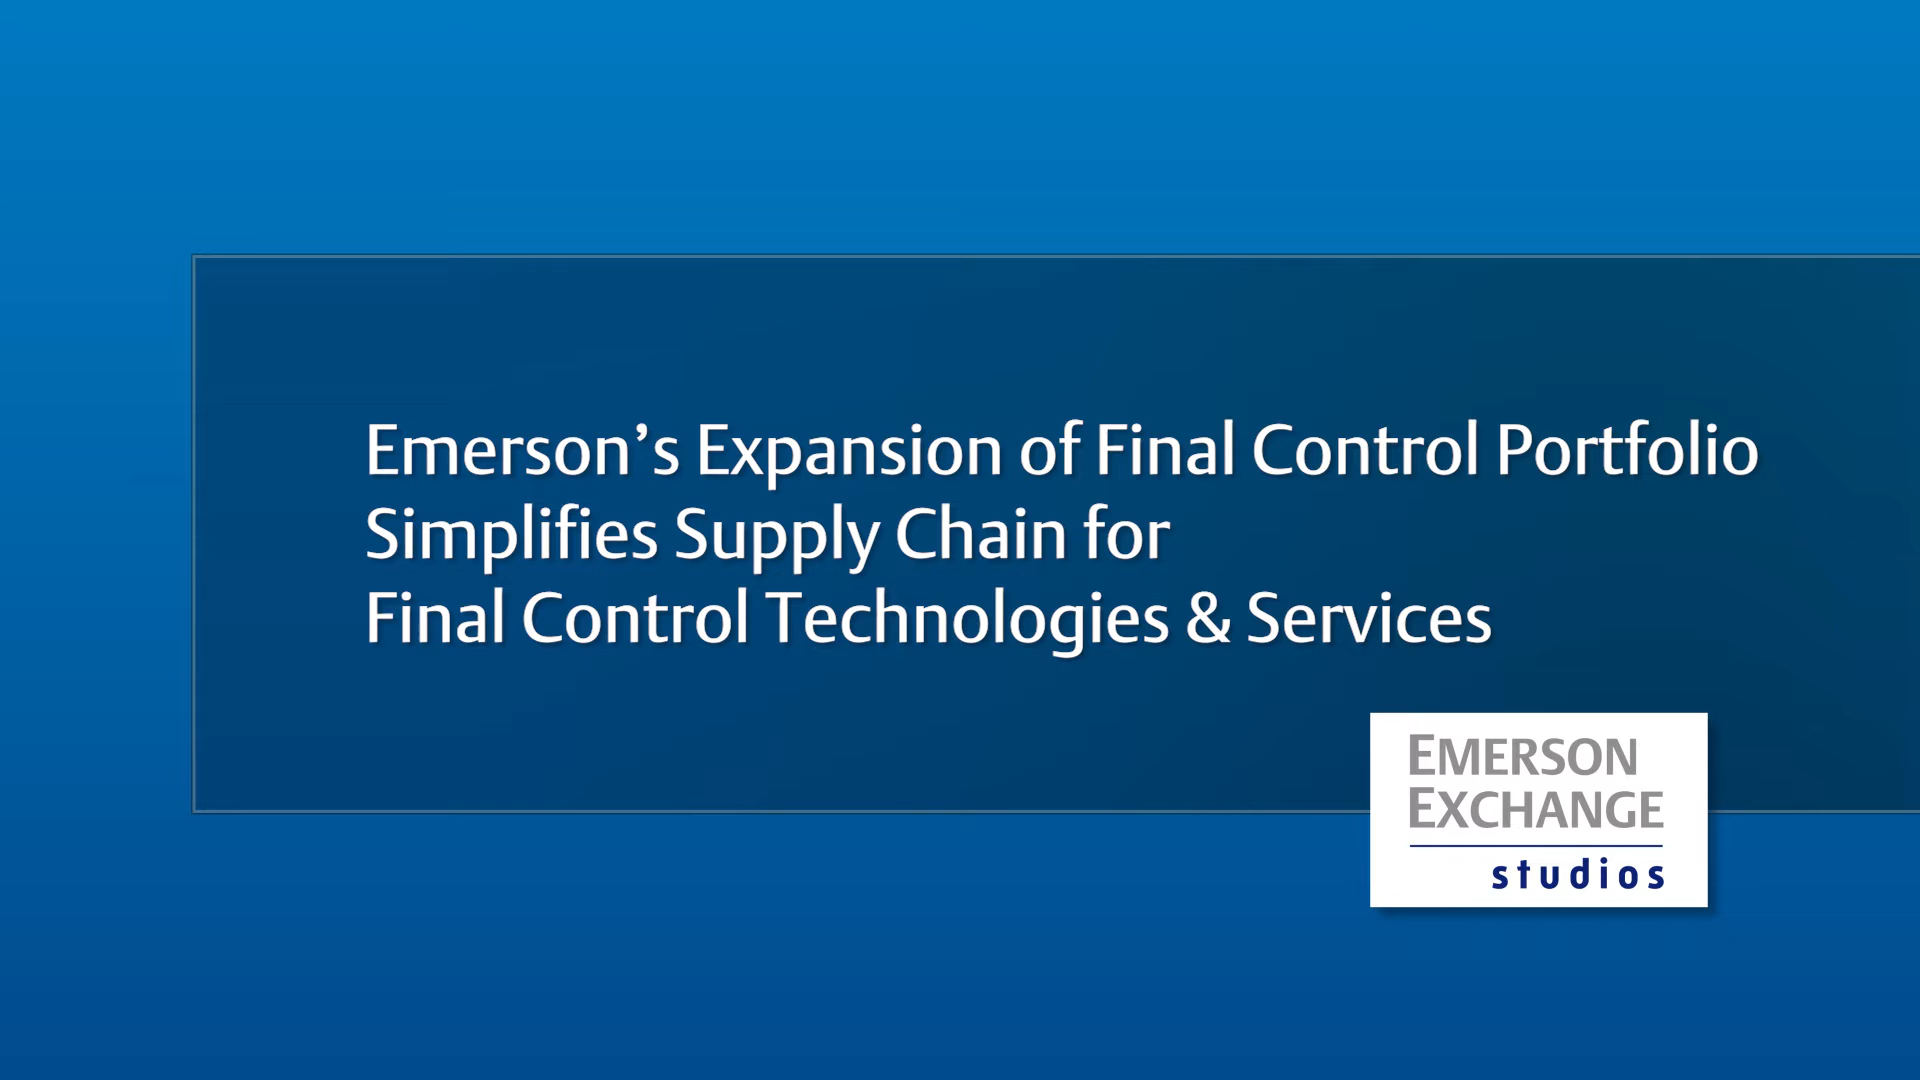 Emerson’s Expansion of Final Control Portfolio
Simplifies Supply Chain for
Final Control Technologies & Services
EMERSON
EXCHANGE
studios